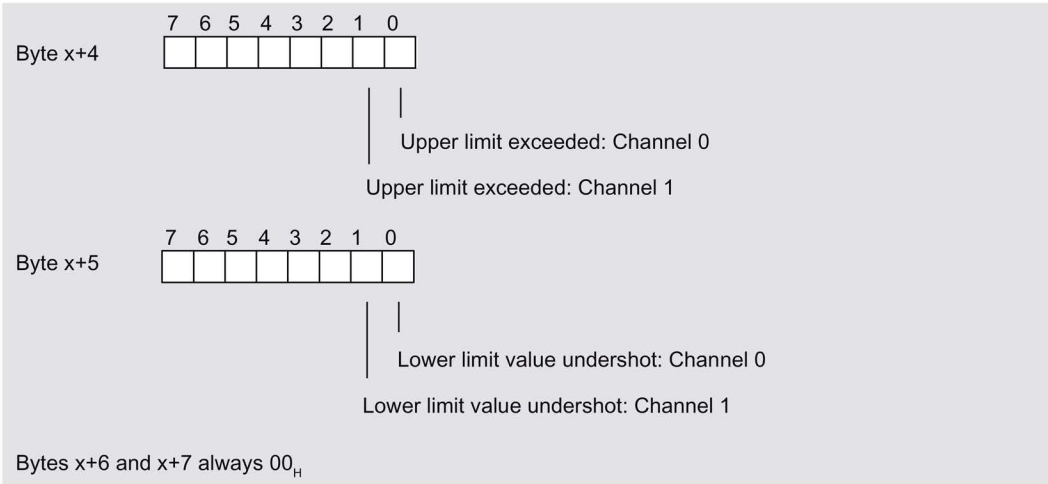 7 6 5 4 3 2 1 0
Byte x+4
Upper limit exceeded: Channel 0
Upper limit exceeded: Channel 1
7 6 5 4 3 2 1 0
Byte x+5
Lower limit value undershot: Channel 0
Lower limit value undershot: Channel 1
Bytes x+6 and x+7 always 00H